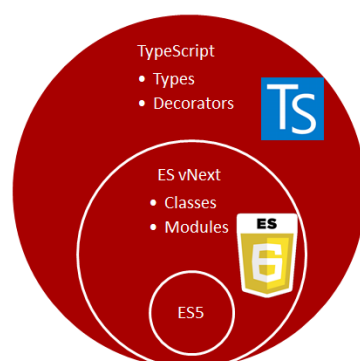 TypeScript
• Types
• Decorators
TS
ES vNext
• Classes
• Modules
ES
6
ES5